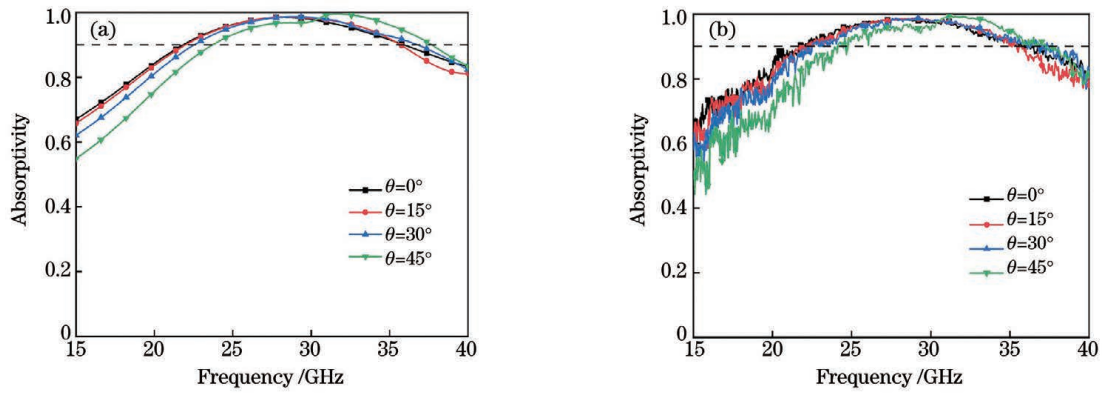 (a)
1.0
0.8
0.6
0.4
0.2
0
Absorptivity
θ=0°
θ=15°
θ=30°
θ=45°
15 20 25 30 35 40
Frequency /GHz
(b)
1.0
0.8
0.6
0.4
0.2
0
Absorptivity
θ=0°
θ=15°
θ=30°
θ=45°
15 20 25 30 35 40
Frequency /GHz